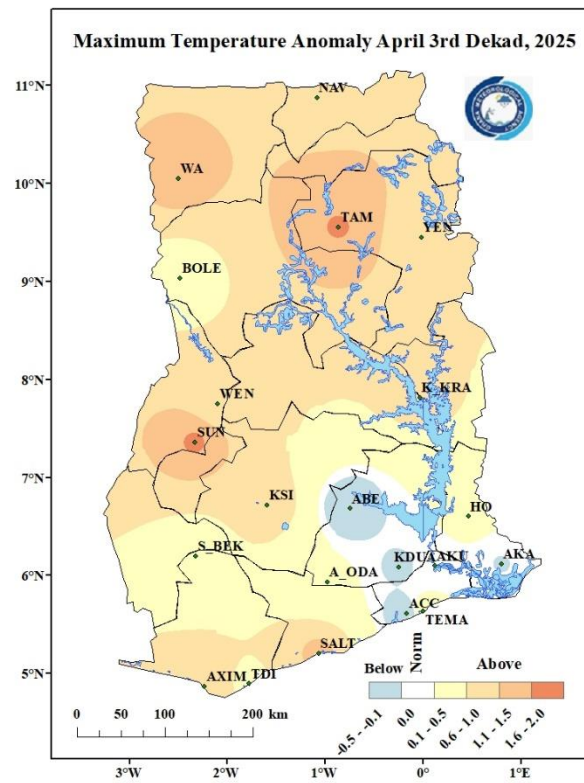 Maximum Temperature Anomaly April 3rd Dekad, 2025
11°N
NAV
10°N
WA
TAM
YEN
9°N
BOLE
8°N
WEN
K_KRA
SUN
7°N
KSI
ABE
HO
S_BEK
6°N
A_ODA
KDUA
AKU
AKA
ACC
TEMA
SALT
5°N
AXIM
TDI
Below
Norm
Above
-0.5 - -0.1
0.0
0.1-0.5
0.6-1.0
1.1-1.5
1.6-2.0
0 50 100 200 km
3°W 2°W 1°W 0° 1°E